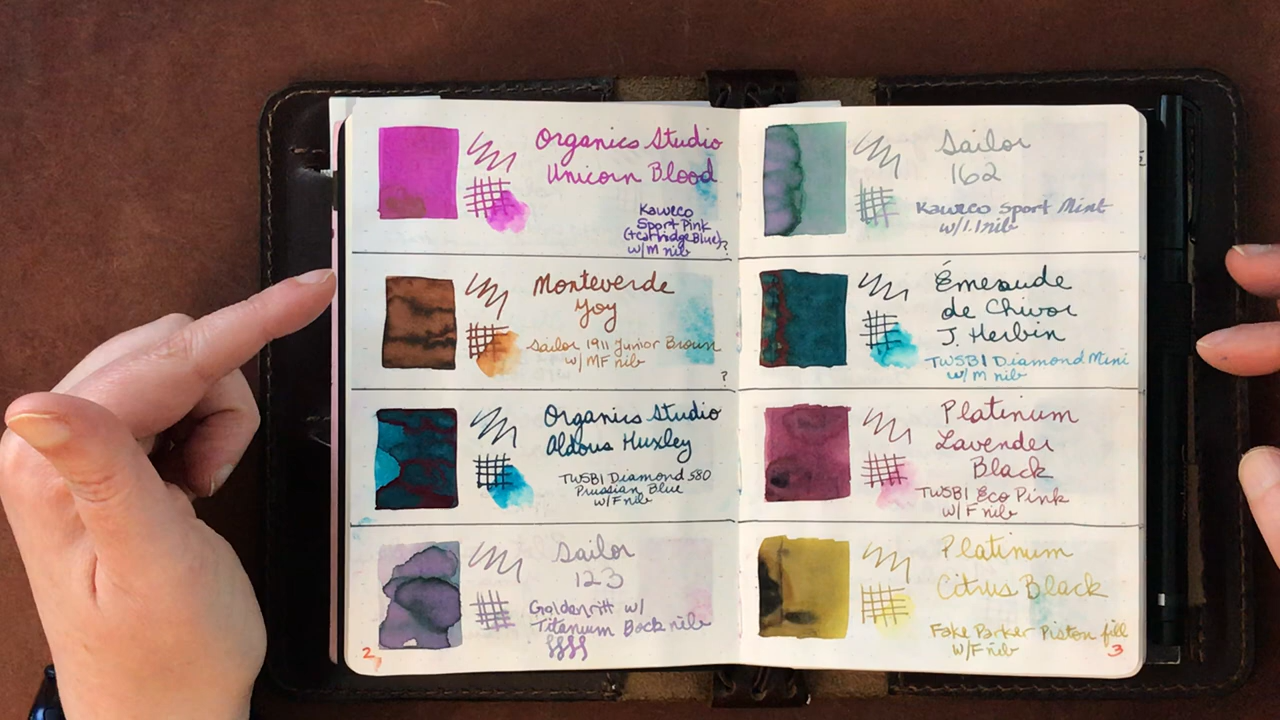 Organics Studio
Unicorn Blood
Kaweco
Sport Pink
(+Cartridge Blue)
w/M nib
?
Monteverde
Yoy
Sailor 1911 Junior Brown
w/MF nib
?
Organics Studio
Aldous Huxley
TWSBI Diamond 580
Prussian Blue
w/F nib
Sailor
123
w/
Titanium Bock nib
2
Sailor
162
Kaweco Sport Mint
w/1.1 nib
Émeraude
de Chivor
J. Herbin
TWSBI Diamond Mini
w/M nib
Platinum
Lavender
Black
TWSBI Eco Pink
w/F nib
Platinum
Citrus Black
Fake Parker Piston fill
w/F nib
3